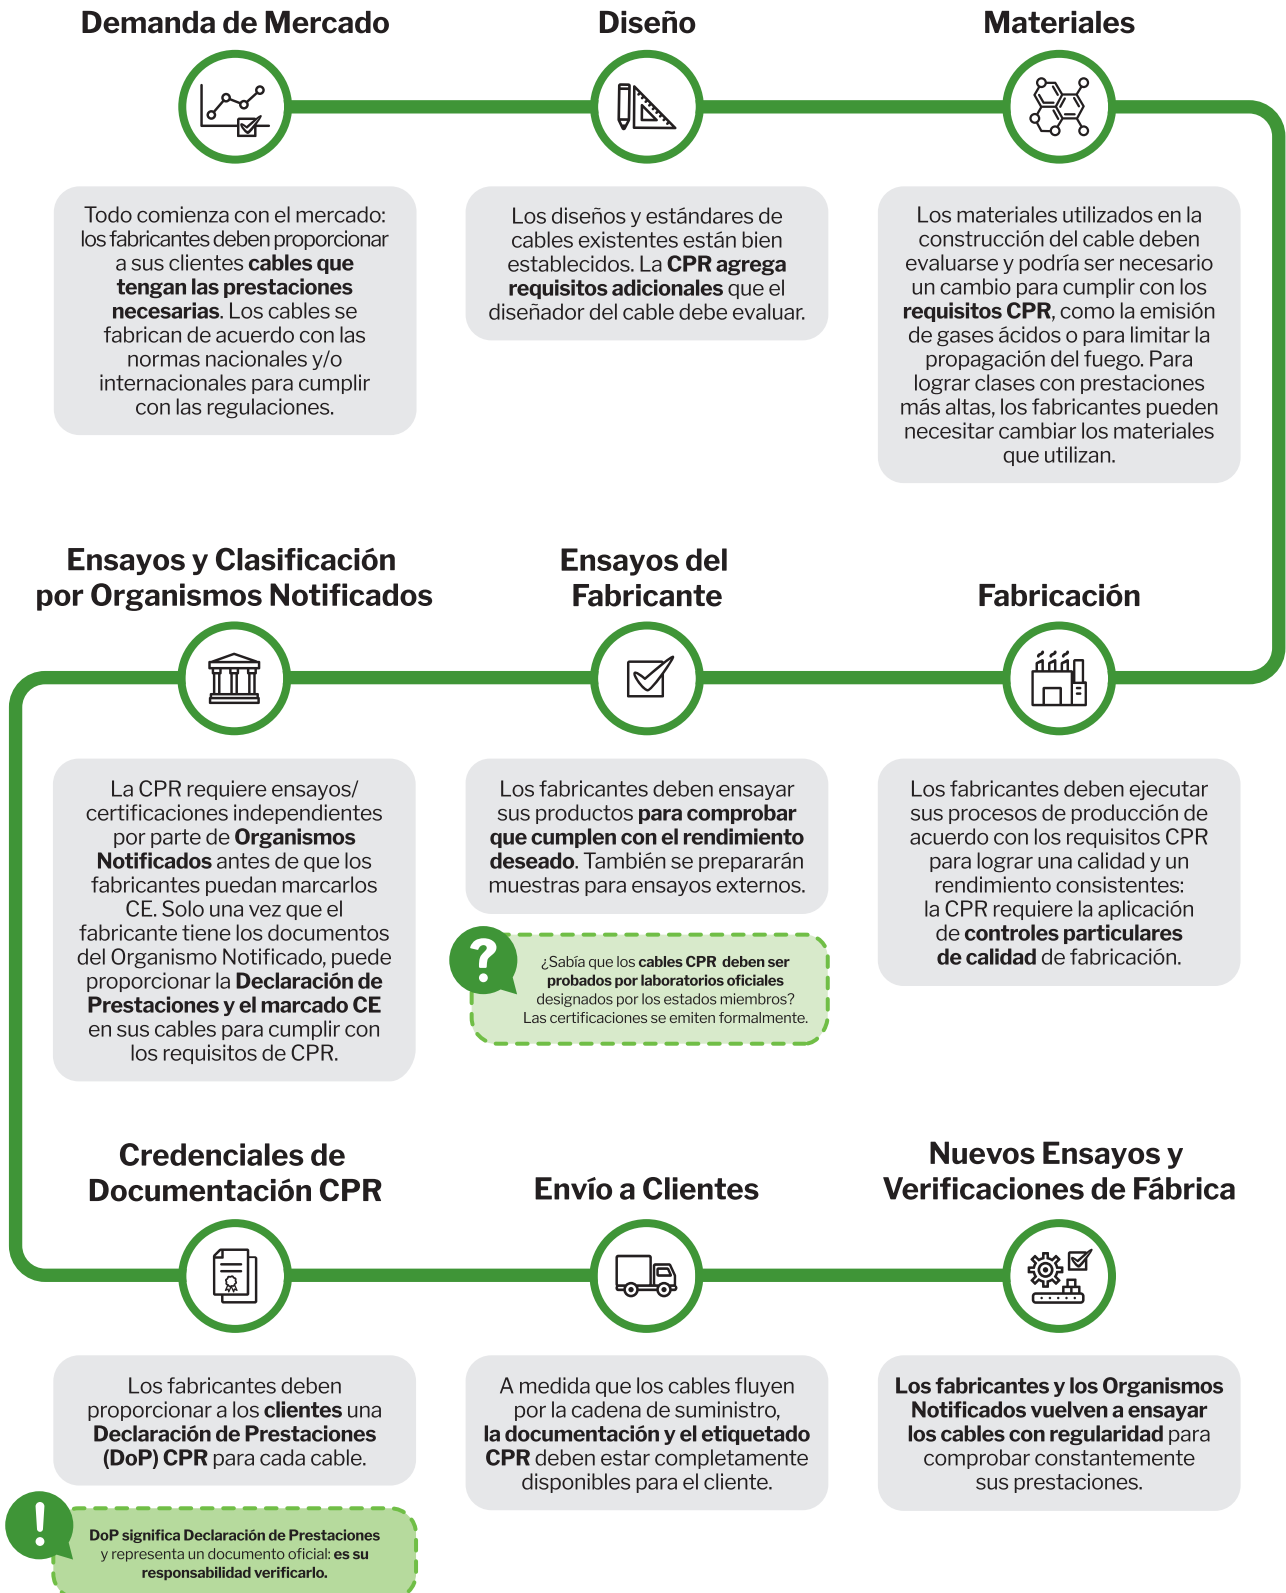 Demanda de Mercado
Todo comienza con el mercado:
los fabricantes deben proporcionar
a sus clientes cables que
tengan las prestaciones
necesarias. Los cables se
fabrican de acuerdo con las
normas nacionales y/o
internacionales para cumplir
con las regulaciones.
Diseño
Los diseños y estándares de
cables existentes están bien
establecidos. La CPR agrega
requisitos adicionales que el
diseñador del cable debe evaluar.
Materiales
Los materiales utilizados en la
construcción del cable deben
evaluarse y podría ser necesario
un cambio para cumplir con los
requisitos CPR, como la emisión
de gases ácidos o para limitar la
propagación del fuego. Para
lograr clases con prestaciones
más altas, los fabricantes pueden
necesitar cambiar los materiales
que utilizan.
Fabricación
Los fabricantes deben ejecutar
sus procesos de producción de
acuerdo con los requisitos CPR
para lograr una calidad y un
rendimiento consistentes:
la CPR requiere la aplicación
de controles particulares
de calidad de fabricación.
Ensayos del
Fabricante
Los fabricantes deben ensayar
sus productos para comprobar
que cumplen con el rendimiento
deseado. También se prepararán
muestras para ensayos externos.
?
¿Sabía que los cables CPR deben ser
probados por laboratorios oficiales
designados por los estados miembros?
Las certificaciones se emiten formalmente.
Ensayos y Clasificación
por Organismos Notificados
La CPR requiere ensayos/
certificaciones independientes
por parte de Organismos
Notificados antes de que los
fabricantes puedan marcarlos
CE. Solo una vez que el
fabricante tiene los documentos
del Organismo Notificado, puede
proporcionar la Declaración de
Prestaciones y el marcado CE
en sus cables para cumplir con
los requisitos de CPR.
Credenciales de
Documentación CPR
Los fabricantes deben
proporcionar a los clientes una
Declaración de Prestaciones
(DoP) CPR para cada cable.
!
DoP significa Declaración de Prestaciones
y representa un documento oficial: es su
responsabilidad verificarlo.
Envío a Clientes
A medida que los cables fluyen
por la cadena de suministro,
la documentación y el etiquetado
CPR deben estar completamente
disponibles para el cliente.
Nuevos Ensayos y
Verificaciones de Fábrica
Los fabricantes y los Organismos
Notificados vuelven a ensayar
los cables con regularidad para
comprobar constantemente
sus prestaciones.